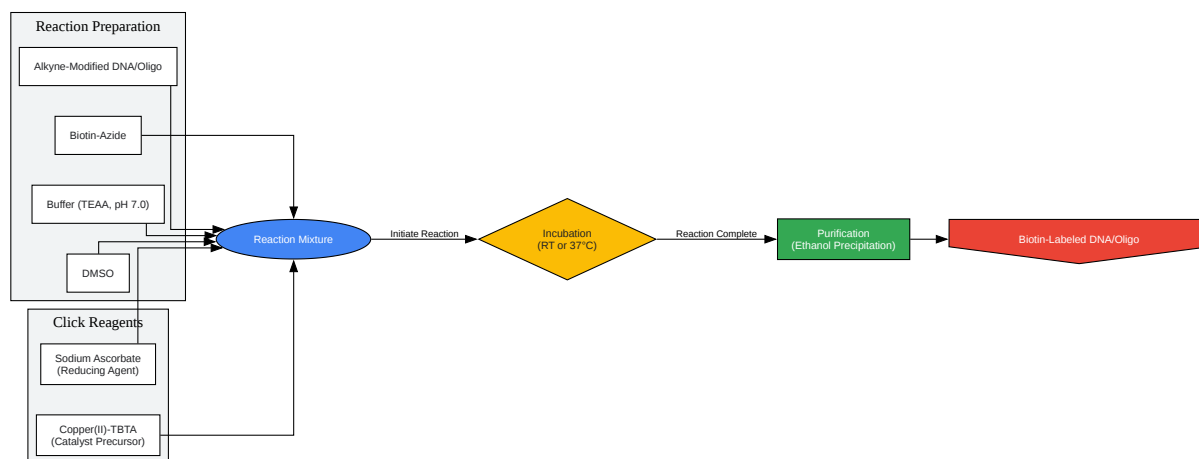 Reaction Preparation
Alkyne-Modified DNA/Oligo
Biotin-Azide
Buffer (TEAA, pH 7.0)
DMSO
Click Reagents
Sodium Ascorbate
(Reducing Agent)
Copper(II)-TBTA
(Catalyst Precursor)
Reaction Mixture
Initiate Reaction
Incubation
(RT or 37°C)
Reaction Complete
Purification
(Ethanol Precipitation)
Biotin-Labeled DNA/Oligo